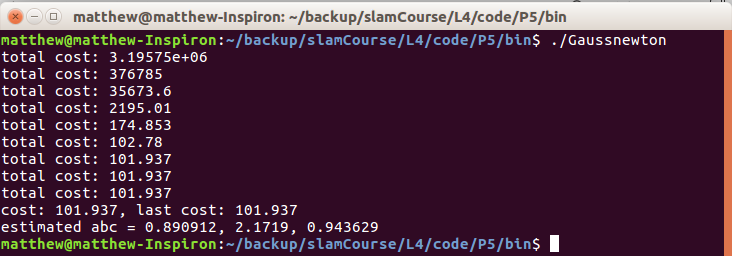 matthew@matthew-Inspiron: ~/backup/slamCourse/L4/code/P5/bin
matthew@matthew-Inspiron:~/backup/slamCourse/L4/code/P5/bin$ ./Gaussnewton
total cost: 3.19575e+06
total cost: 376785
total cost: 35673.6
total cost: 2195.01
total cost: 174.853
total cost: 102.78
total cost: 101.937
total cost: 101.937
total cost: 101.937
cost: 101.937, last cost: 101.937
estimated abc = 0.890912, 2.1719, 0.943629
matthew@matthew-Inspiron:~/backup/slamCourse/L4/code/P5/bin$